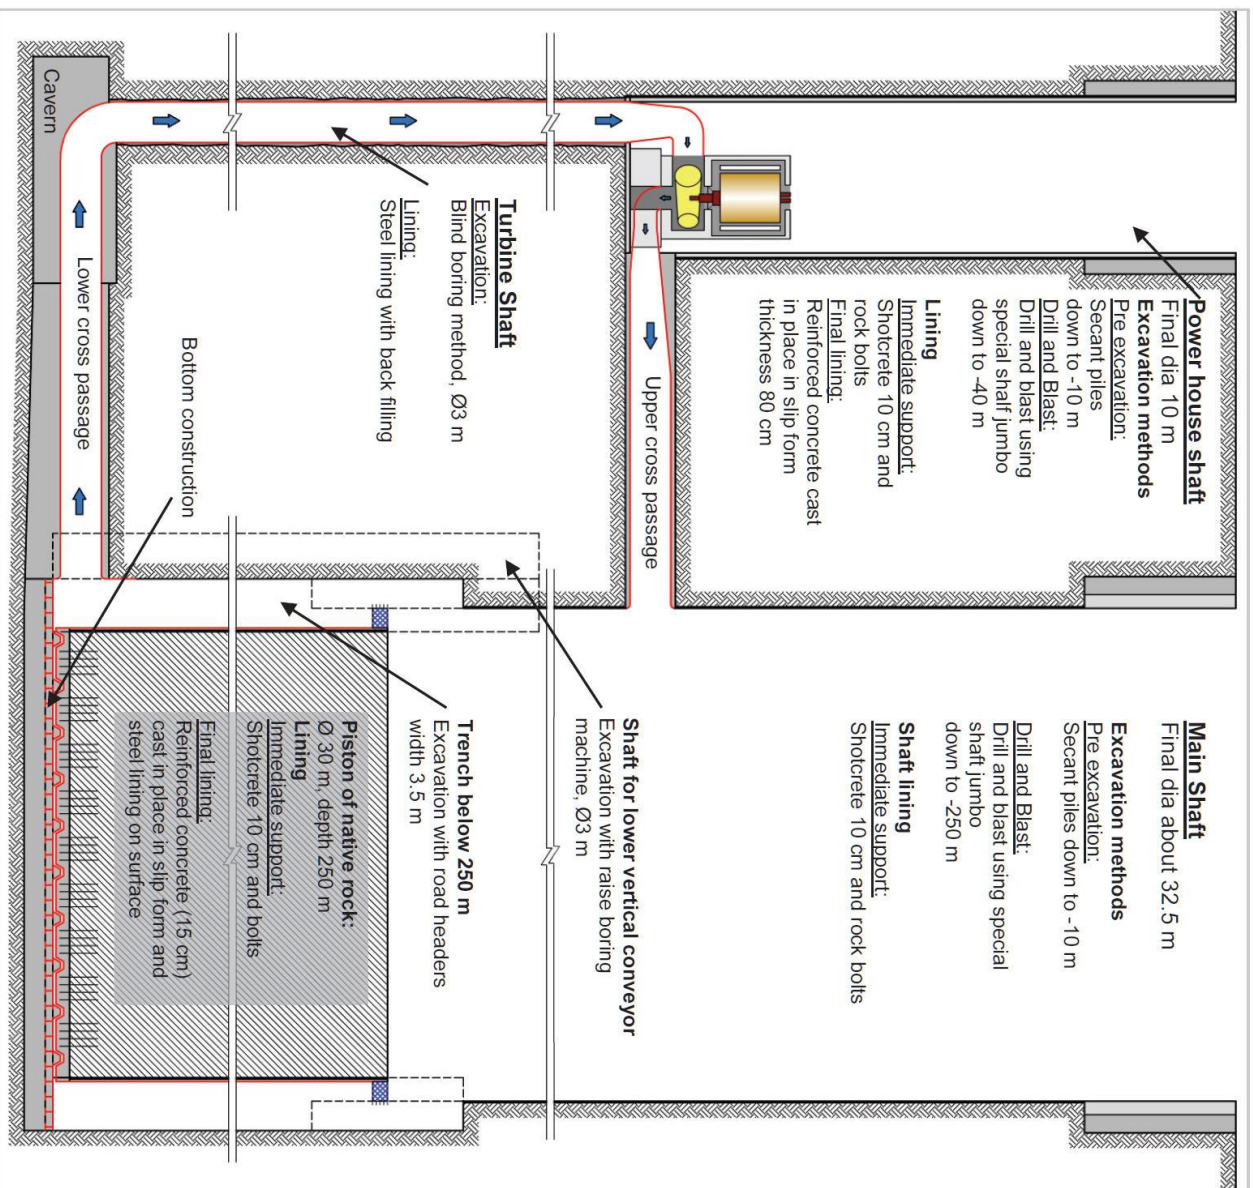 Power house shaft
Final dia 10 m
Excavation methods
Pre excavation:
Secant piles
down to -10 m
Drill and Blast:
Drill and blast using
special shalf jumbo
down to -40 m
Lining
Immediate support:
Shotcrete 10 cm and
rock bolts
Final lining:
Reinforced concrete cast
in place in slip form
thickness 80 cm
Main Shaft
Final dia about 32.5 m
Excavation methods
Pre excavation:
Secant piles down to -10 m
Drill and Blast:
Drill and blast using special
shaft jumbo
down to -250 m
Shaft lining
Immediate support:
Shotcrete 10 cm and rock bolts
Upper cross passage
Turbine Shaft
Excavation:
Blind boring method, Ø3 m
Lining:
Steel lining with back filling
Shaft for lower vertical conveyor
Excavation with raise boring
machine, Ø3 m
Trench below 250 m
Excavation with road headers
width 3.5 m
Piston of native rock:
Ø 30 m, depth 250 m
Lining
Immediate support:
Shotcrete 10 cm and bolts
Final lining:
Reinforced concrete (15 cm)
cast in place in slip form and
steel lining on surface
Bottom construction
Cavern
Lower cross passage